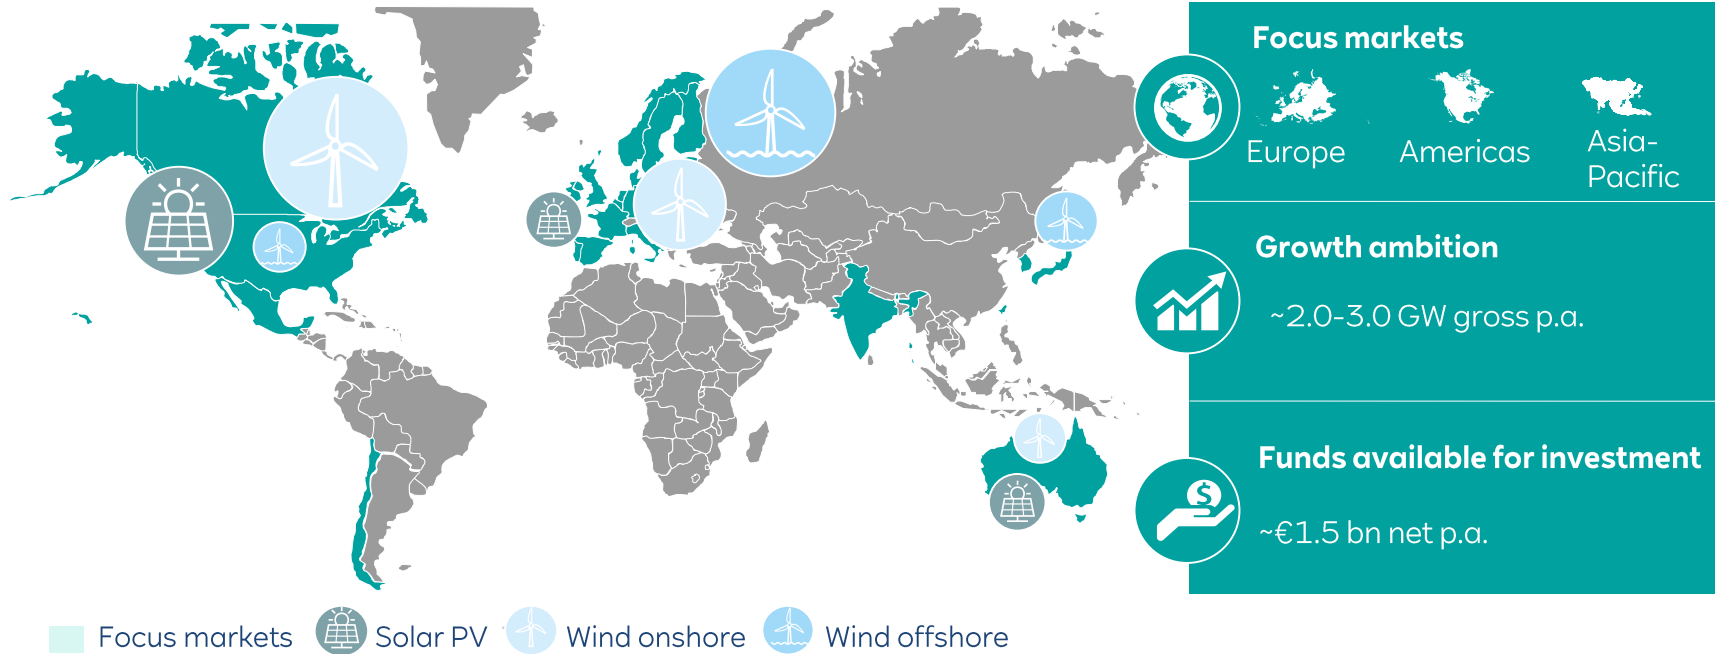 Focus markets
Europe
Americas
Asia-
Pacific
Growth ambition
~2.0-3.0 GW gross p.a.
Funds available for investment
$
~€1.5 bn net p.a.
Focus markets
Solar PV
Wind onshore
Wind offshore